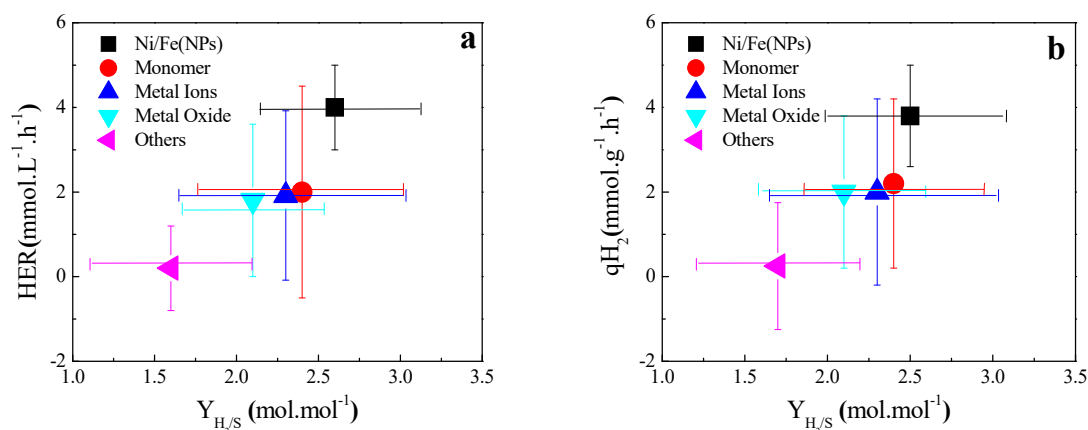 a
Ni/Fe(NPs)
Monomer
Metal Ions
Metal Oxide
Others
HER(mmol.L⁻¹.h⁻¹)
6
4
2
0
-2
1.0 1.5 2.0 2.5 3.0 3.5
Y_H₂/S (mol.mol⁻¹)
b
Ni/Fe(NPs)
Monomer
Metal Ions
Metal Oxide
Others
qH₂(mmol.g⁻¹.h⁻¹)
6
4
2
0
-2
1.0 1.5 2.0 2.5 3.0 3.5
Y_H₂/S (mol.mol⁻¹)